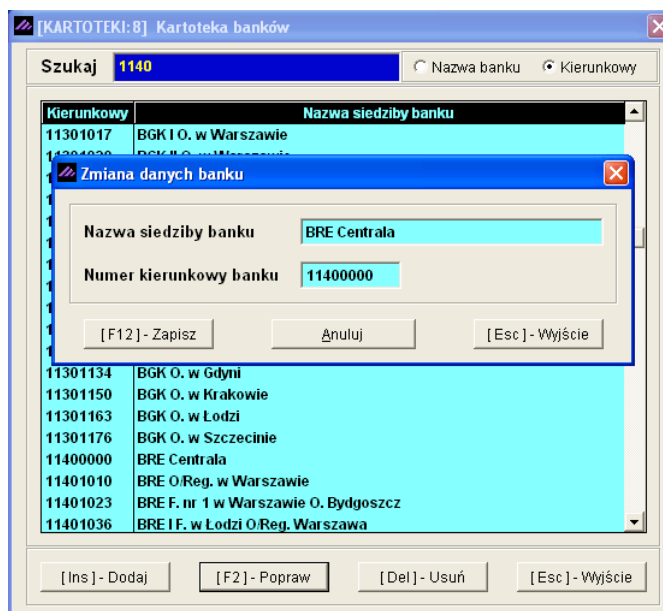 [KARTOTEKI:8] Kartoteka banków
Szukaj 1140 Nazwa banku Kierunkowy
Kierunkowy Nazwa siedziby banku
11301017 BGK I O. w Warszawie
Zmiana danych banku
Nazwa siedziby banku BRE Centrala
Numer kierunkowy banku 11400000
[F12]- Zapisz Anuluj [Esc]- Wyjście
11301134 BGK O. w Gdyni
11301150 BGK O. w Krakowie
11301163 BGK O. w Łodzi
11301176 BGK O. w Szczecinie
11400000 BRE Centrala
11401010 BRE O/Reg. w Warszawie
11401023 BRE F. nr 1 w Warszawie O. Bydgoszcz
11401036 BRE I F. w Łodzi O/Reg. Warszawa
[Ins]- Dodaj [F2]- Popraw [Del]- Usuń [Esc]- Wyjście